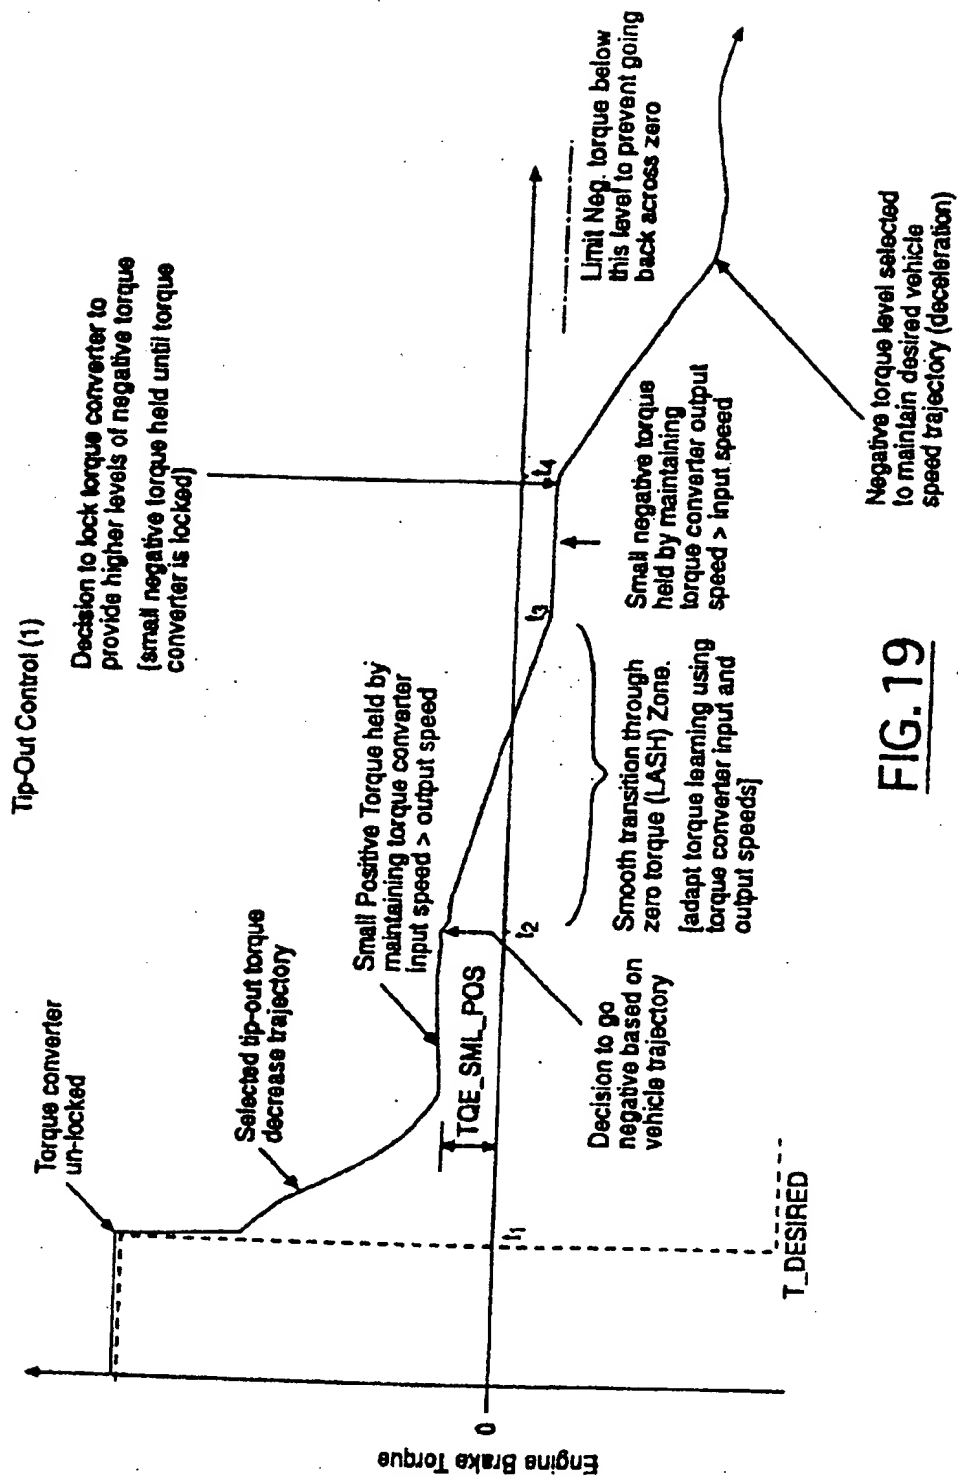 Tip-Out Control (1)
Torque converter
un-locked
Selected tip-out torque
decrease trajectory
Small Positive Torque held by
maintaining torque converter
input speed > output speed
Decision to lock torque converter to
provide higher levels of negative torque
[small negative torque held until torque
converter is locked]
Engine Brake Torque
0
TQE_SML_POS
t1
t2
t3
t4
T_DESIRED
Decision to go
negative based on
vehicle trajectory
Smooth transition through
zero torque (LASH) Zone.
[adapt torque learning using
torque converter input and
output speeds]
Small negative torque
held by maintaining
torque converter output
speed > input speed
Limit Neg. torque below
this level to prevent going
back across zero
Negative torque level selected
to maintain desired vehicle
speed trajectory (deceleration)
FIG. 19